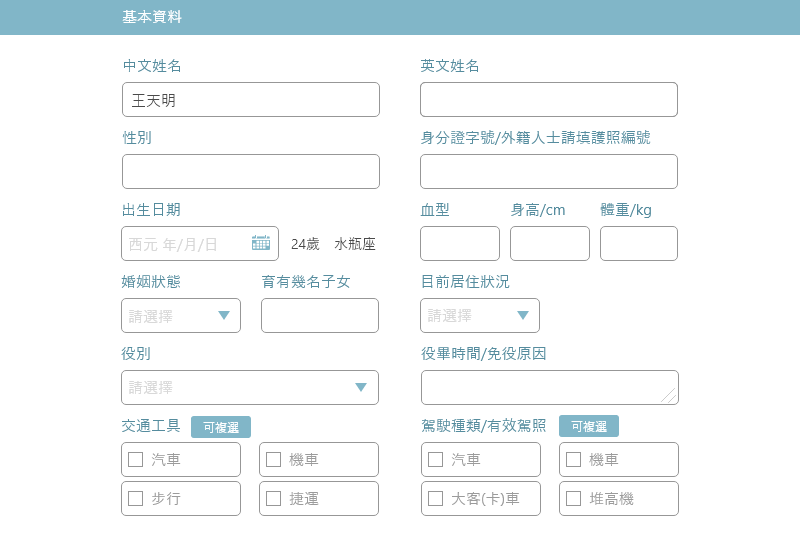 基本資料
中文姓名
英文姓名
王天明
性別
身分證字號/外籍人士請填護照編號
出生日期
血型
身高/cm
體重/kg
西元 年/月/日
24歲
水瓶座
婚姻狀態
育有幾名子女
目前居住狀況
請選擇
請選擇
役別
役畢時間/免役原因
請選擇
交通工具
可複選
駕駛種類/有效駕照
可複選
汽車
機車
汽車
機車
步行
捷運
大客(卡)車
堆高機